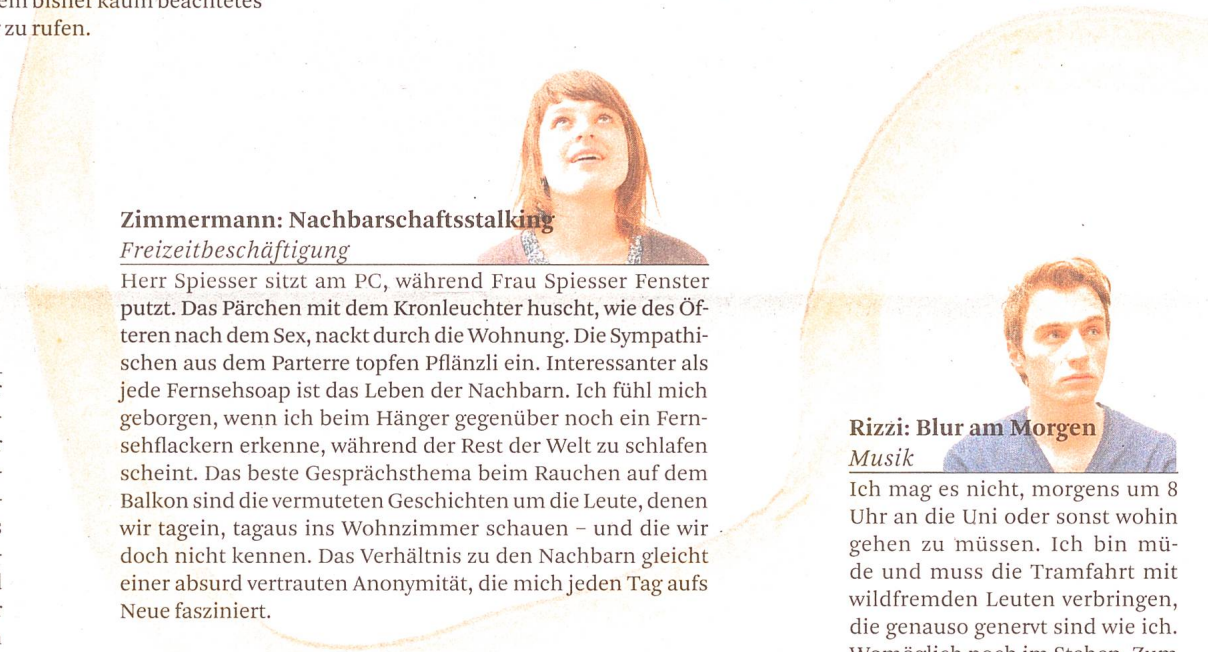 zu rufen.
Zimmermann: Nachbarschaftsstalking
Freizeitbeschäftigung
Herr Spiesser sitzt am PC, während Frau Spiesser Fenster
putzt. Das Pärchen mit dem Kronleuchter huscht, wie des Öf-
teren nach dem Sex, nackt durch die Wohnung. Die Sympathi-
schen aus dem Parterre topfen Pflänzli ein. Interessanter als
jede Fernsehsoap ist das Leben der Nachbarn. Ich fühl mich
geborgen, wenn ich beim Hänger gegenüber noch ein Fern-
sehflackern erkenne, während der Rest der Welt zu schlafen
scheint. Das beste Gesprächsthema beim Rauchen auf dem
Balkon sind die vermuteten Geschichten um die Leute, denen
wir tagein, tagaus ins Wohnzimmer schauen – und die wir
doch nicht kennen. Das Verhältnis zu den Nachbarn gleicht
einer absurd vertrauten Anonymität, die mich jeden Tag aufs
Neue fasziniert.
Rizzi: Blur am Morgen
Musik
Ich mag es nicht, morgens um 8
Uhr an die Uni oder sonst wohin
gehen zu müssen. Ich bin mü-
de und muss die Tramfahrt mit
wildfremden Leuten verbringen,
die genauso genervt sind wie ich.
Womöglich noch im Stehen. Zum